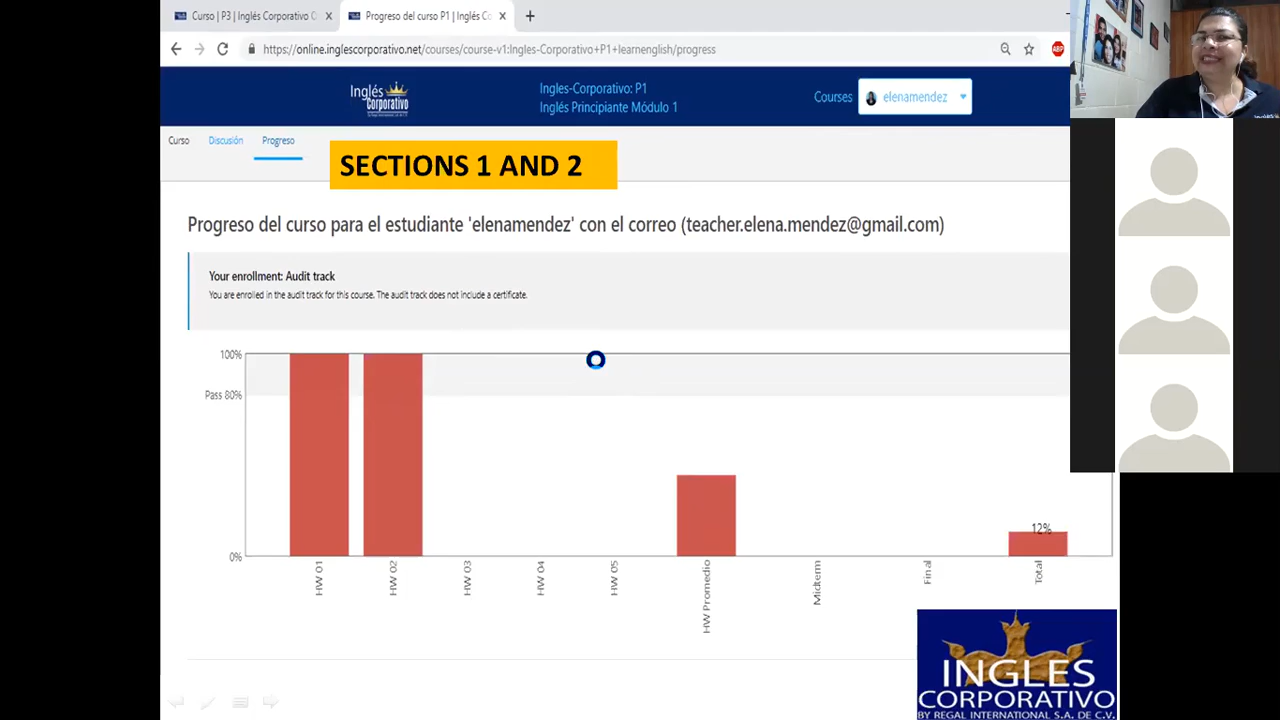 Curso | P3 | Inglés Corporativo
Progreso del curso P1 | Inglés Co
https://online.inglescorporativo.net/courses/course-v1:Ingles-Corporativo+P1+learnenglish/progress
ABP
Inglés
Corporativo
Ingles-Corporativo: P1
Inglés Principiante Módulo 1
Courses
elenamendez
Curso
Discusión
Progreso
SECTIONS 1 AND 2
Progreso del curso para el estudiante 'elenamendez' con el correo (teacher.elena.mendez@gmail.com)
Your enrollment: Audit track
You are enrolled in the audit track for this course. The audit track does not include a certificate.
100%
Pass 80%
0%
12%
HW 01
HW 02
HW 03
HW 04
HW 05
HW Promedio
Midterm
Final
Total
INGLES
CORPORATIVO
BY REGAL INTERNATIONAL S.A. DE C.V.